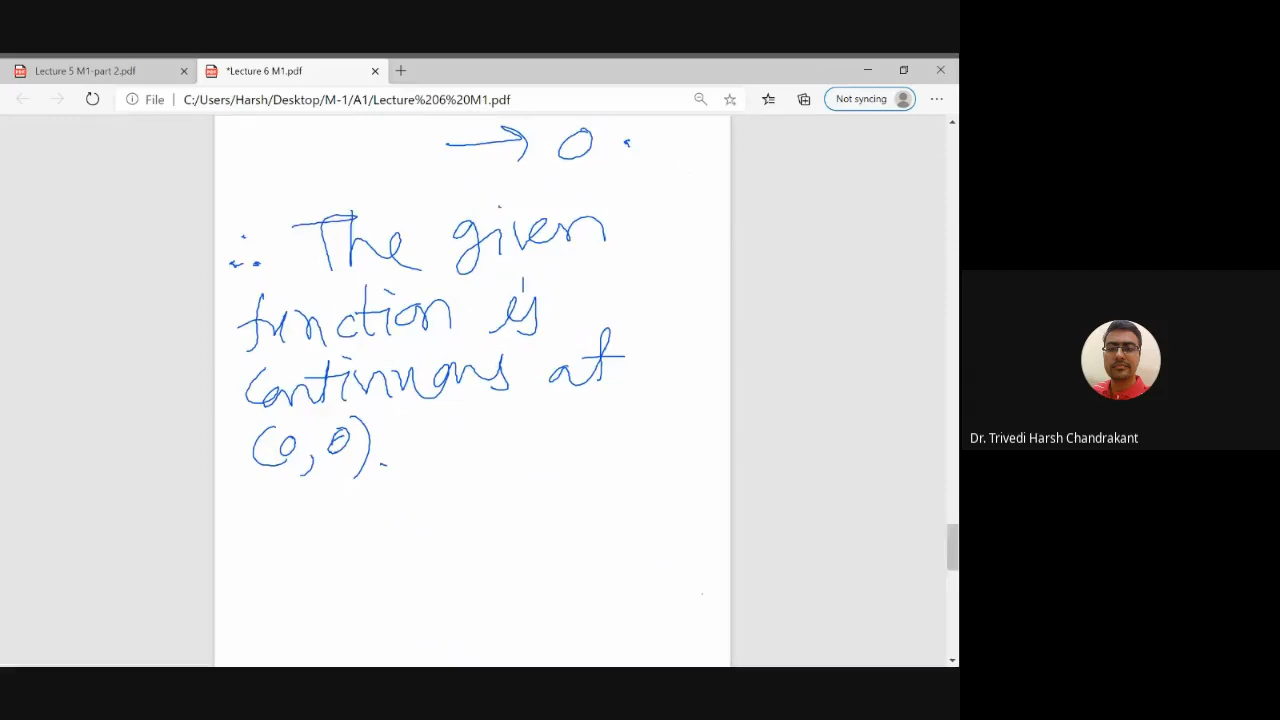 Lecture 5 M1-part 2.pdf
*Lecture 6 M1.pdf
File | C:/Users/Harsh/Desktop/M-1/A1/Lecture%206%20M1.pdf
Not syncing
→ 0 .
∴ The given
function is
continuous at
(0, 0).
Dr. Trivedi Harsh Chandrakant